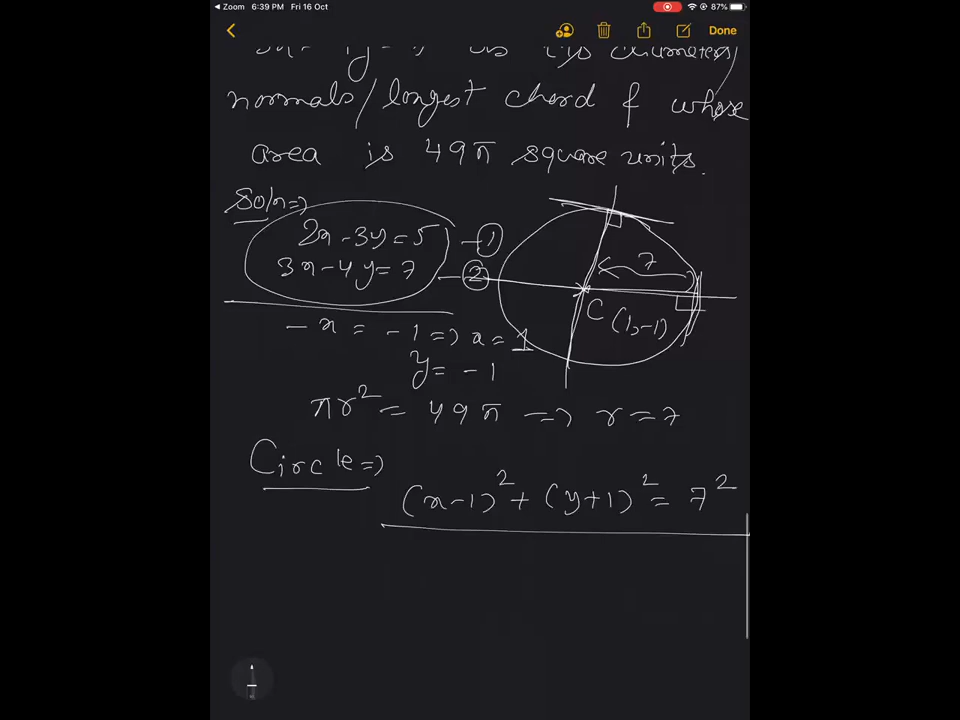 Zoom 6:39 PM Fri 16 Oct 87%
Done
normals/longest chord f whose
area is 49π square units.
Soln⇒
2x-3y=5 -①
3x-4y=7 -②
7
C (1,-1)
-x = -1 ⇒ x = 1
y = -1
πr² = 49π ⇒ r = 7
Circle⇒
(x-1)² + (y+1)² = 7²